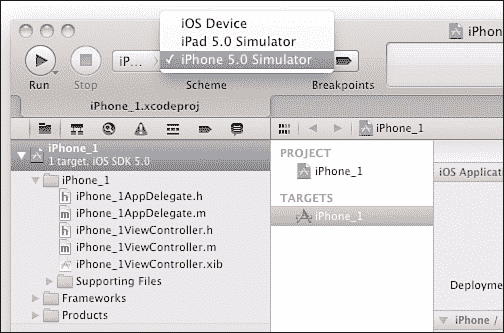 iOS Device
iPad 5.0 Simulator
✓ iPhone 5.0 Simulator
iP...
Run
Stop
Scheme
Breakpoints
iPhone_1.xcodeproj
iPhone_1
1 target, iOS SDK 5.0
iPhone_1
iPhone_1AppDelegate.h
iPhone_1AppDelegate.m
iPhone_1ViewController.h
iPhone_1ViewController.m
iPhone_1ViewController.xib
Supporting Files
Frameworks
Products
iPhone_1
iPhone_1
PROJECT
iPhone_1
TARGETS
iPhone_1
iOS Applicat
Deployme
iPhone /